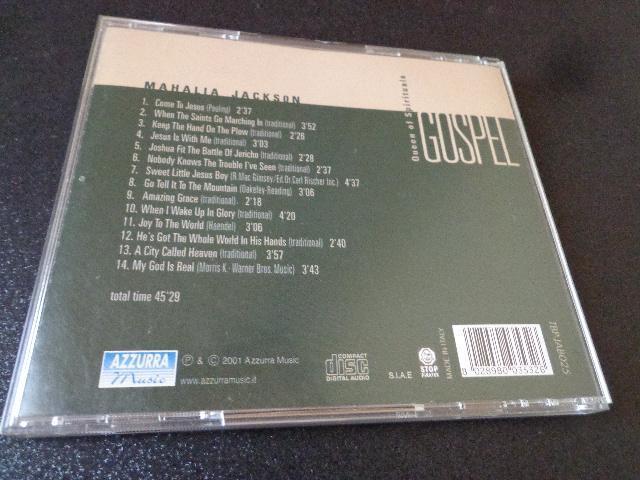 MAHALIA JACKSON
1. Come To Jesus (Pauling) 2'37
2. When The Saints Go Marching In (traditional) 3'52
3. Keep The Hand On The Plow (traditional) 2'26
4. Jesus Is With Me (traditional) 3'03
5. Joshua Fit The Battle Of Jericho (traditional) 2'28
6. Nobody Knows The Trouble I've Seen (traditional) 2'37
7. Sweet Little Jesus Boy (R.Mac Gimsey/Ed.Or.Carl Rischer Inc.) 4'37
8. Go Tell It To The Mountain (Oakeley-Reading) 3'06
9. Amazing Grace (traditional) 2'18
10. When I Wake Up In Glory (traditional) 4'20
11. Joy To The World (Haendel) 3'06
12. He's Got The Whole World In His Hands (traditional) 2'40
13. A City Called Heaven (traditional) 3'57
14. My God Is Real (Morris K.- Warner Bros. Music) 3'43
total time 45'29
Queen of Spirituals
GOSPEL
AZZURRA
Music
℗ & © 2001 Azzurra Music
www.azzurramusic.it
COMPACT
disc
DIGITAL AUDIO
S.I.A.E
STOP
PIRATES
MADE IN ITALY
8 028980 035326